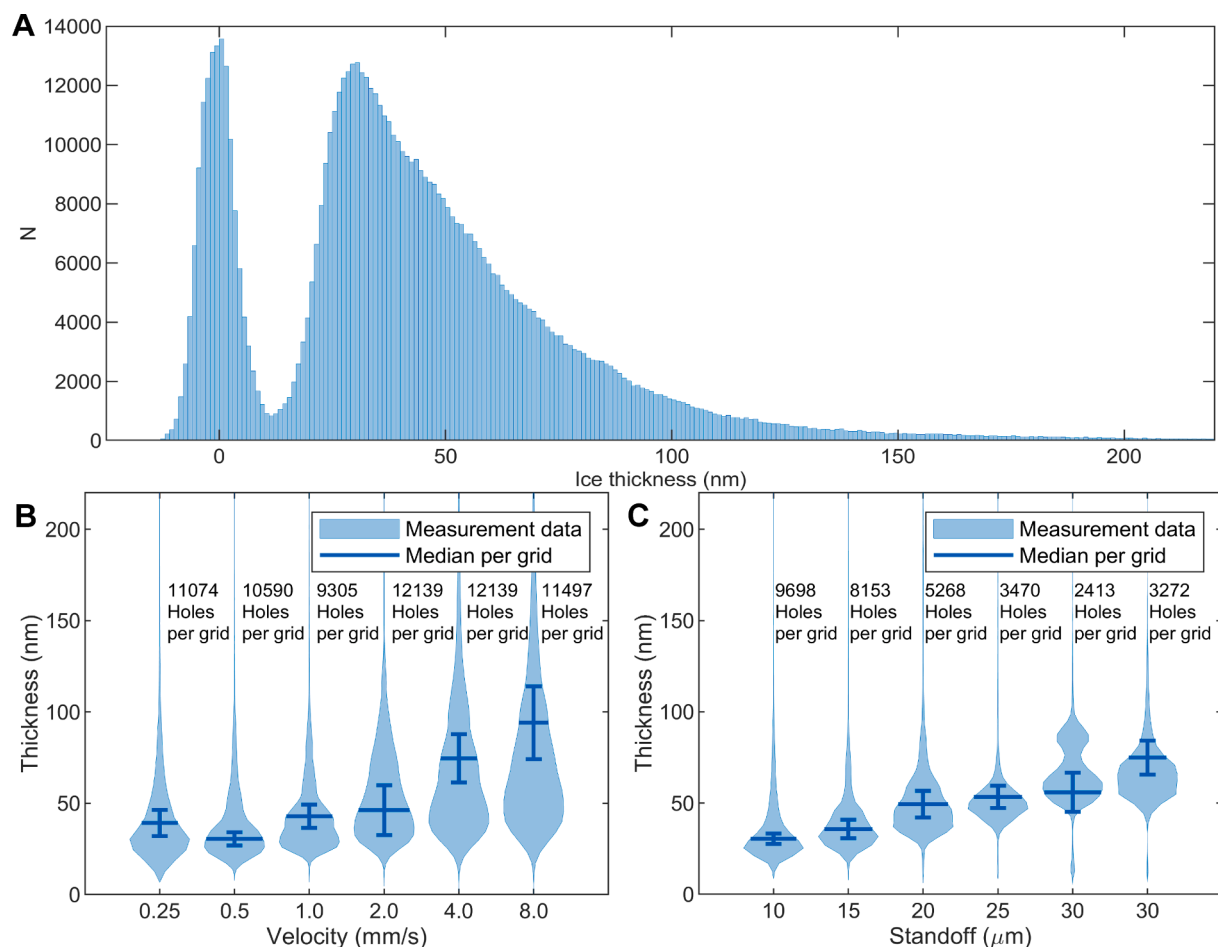 A
14000
12000
10000
8000
6000
4000
2000
0
N
0
50
100
150
200
Ice thickness (nm)
B
200
150
100
50
0
Thickness (nm)
Measurement data
Median per grid
11074
Holes
per grid
10590
Holes
per grid
9305
Holes
per grid
12139
Holes
per grid
12139
Holes
per grid
11497
Holes
per grid
0.25
0.5
1.0
2.0
4.0
8.0
Velocity (mm/s)
C
200
150
100
50
0
Thickness (nm)
Measurement data
Median per grid
9698
Holes
per grid
8153
Holes
per grid
5268
Holes
per grid
3470
Holes
per grid
2413
Holes
per grid
3272
Holes
per grid
10
15
20
25
30
30
Standoff (μm)